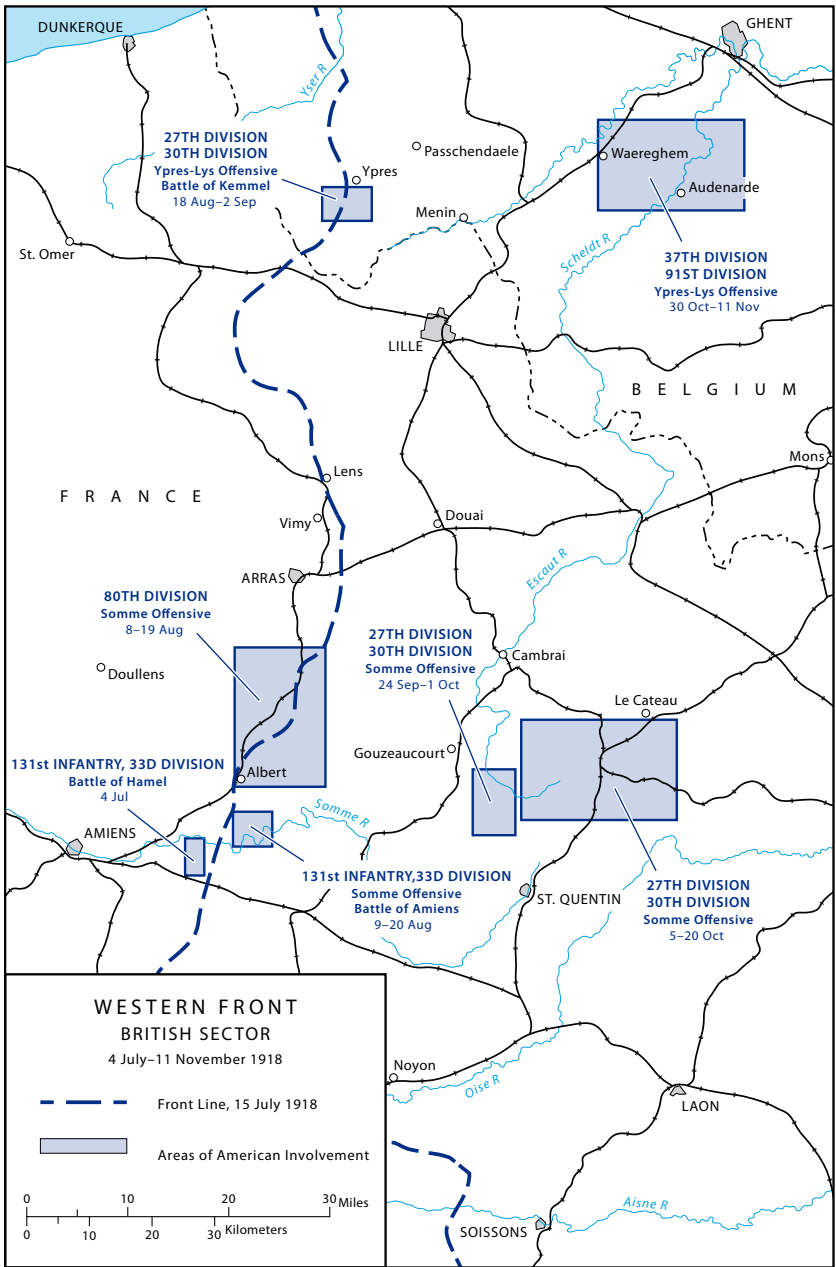 DUNKERQUE
GHENT
Yser R
27TH DIVISION
30TH DIVISION
Ypres-Lys Offensive
Battle of Kemmel
18 Aug–2 Sep
Ypres
Passchendaele
Waereghem
Audenarde
Menin
St. Omer
Scheldt R
37TH DIVISION
91ST DIVISION
Ypres-Lys Offensive
30 Oct–11 Nov
LILLE
BELGIUM
Mons
Lens
FRANCE
Vimy
Douai
ARRAS
Escaut R
80TH DIVISION
Somme Offensive
8–19 Aug
27TH DIVISION
30TH DIVISION
Somme Offensive
24 Sep–1 Oct
Cambrai
Doullens
Le Cateau
Gouzeaucourt
131st INFANTRY, 33D DIVISION
Battle of Hamel
4 Jul
Albert
Somme R
AMIENS
131st INFANTRY,33D DIVISION
Somme Offensive
Battle of Amiens
9–20 Aug
ST. QUENTIN
27TH DIVISION
30TH DIVISION
Somme Offensive
5–20 Oct
WESTERN FRONT
BRITISH SECTOR
4 July–11 November 1918
Front Line, 15 July 1918
Areas of American Involvement
0 10 20 30 Miles
0 10 20 30 Kilometers
Noyon
Oise R
LAON
Aisne R
SOISSONS